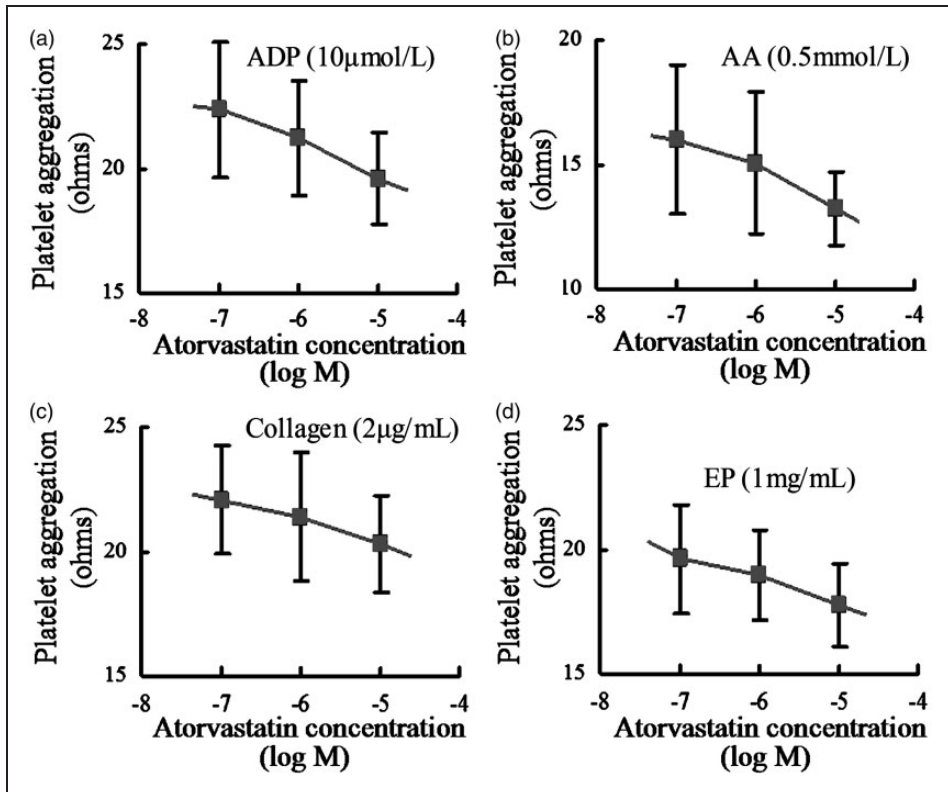 (a)
ADP (10μmol/L)
Platelet aggregation
(ohms)
25
20
15
-8 -7 -6 -5 -4
Atorvastatin concentration
(log M)
(b)
AA (0.5mmol/L)
Platelet aggregation
(ohms)
20
15
10
-8 -7 -6 -5 -4
Atorvastatin concentration
(log M)
(c)
Collagen (2μg/mL)
Platelet aggregation
(ohms)
25
20
15
-8 -7 -6 -5 -4
Atorvastatin concentration
(log M)
(d)
EP (1mg/mL)
Platelet aggregation
(ohms)
25
20
15
-8 -7 -6 -5 -4
Atorvastatin concentration
(log M)